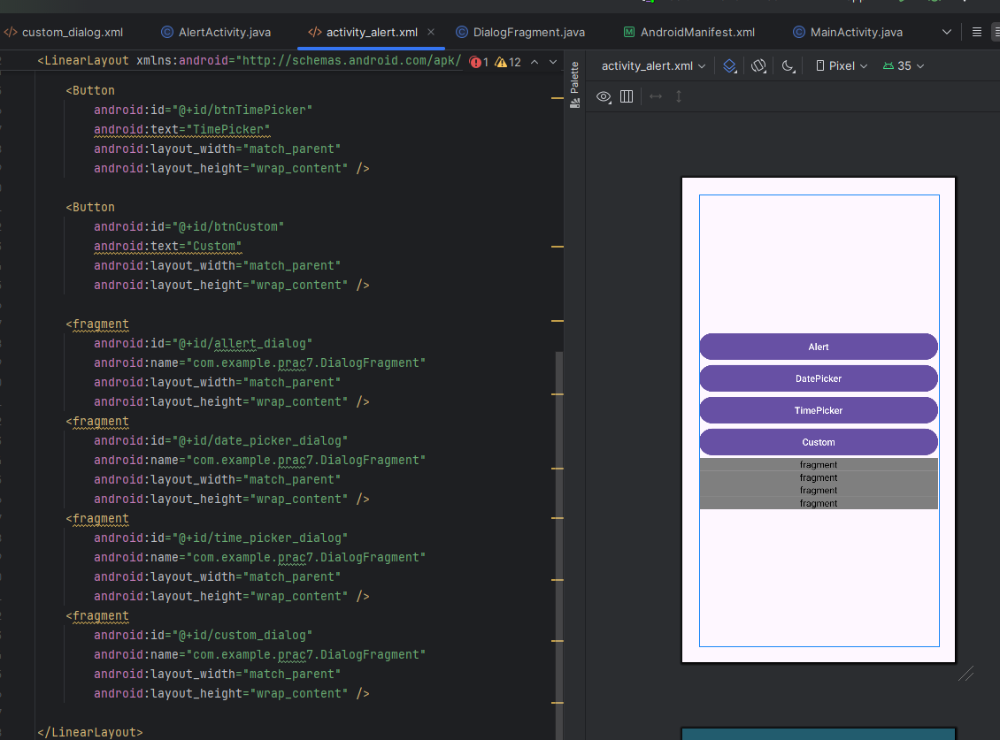 custom_dialog.xml
AlertActivity.java
activity_alert.xml
DialogFragment.java
AndroidManifest.xml
MainActivity.java
<LinearLayout xmlns:android="http://schemas.android.com/apk/
1 12
<Button
android:id="@+id/btnTimePicker"
android:text="TimePicker"
android:layout_width="match_parent"
android:layout_height="wrap_content" />
<Button
android:id="@+id/btnCustom"
android:text="Custom"
android:layout_width="match_parent"
android:layout_height="wrap_content" />
<fragment
android:id="@+id/allert_dialog"
android:name="com.example.prac7.DialogFragment"
android:layout_width="match_parent"
android:layout_height="wrap_content" />
<fragment
android:id="@+id/date_picker_dialog"
android:name="com.example.prac7.DialogFragment"
android:layout_width="match_parent"
android:layout_height="wrap_content" />
<fragment
android:id="@+id/time_picker_dialog"
android:name="com.example.prac7.DialogFragment"
android:layout_width="match_parent"
android:layout_height="wrap_content" />
<fragment
android:id="@+id/custom_dialog"
android:name="com.example.prac7.DialogFragment"
android:layout_width="match_parent"
android:layout_height="wrap_content" />
</LinearLayout>
Palette
activity_alert.xml
Pixel
35
Alert
DatePicker
TimePicker
Custom
fragment
fragment
fragment
fragment